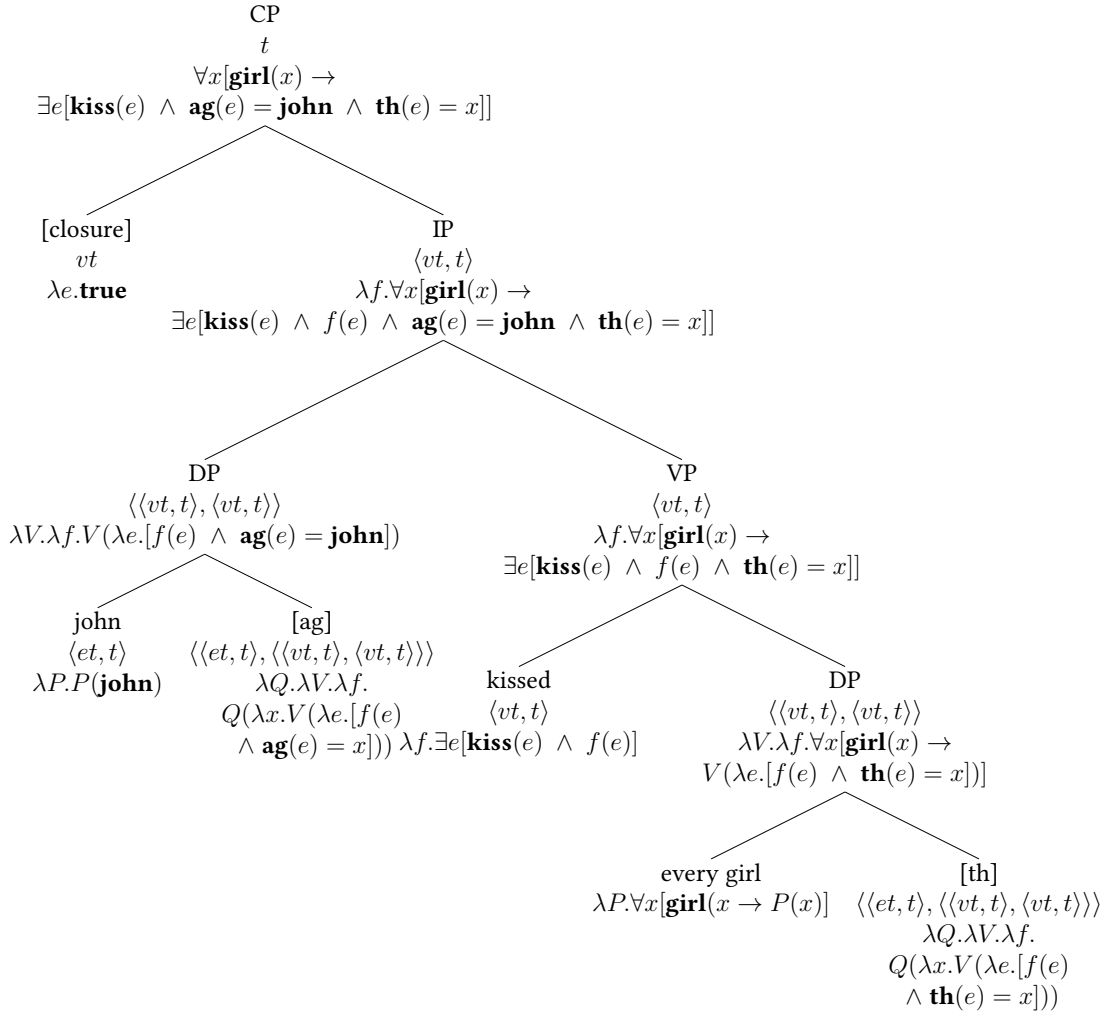 CP
t
∀x[girl(x) →
∃e[kiss(e) ∧ ag(e) = john ∧ th(e) = x]]
[closure]
vt
λe.true
IP
⟨vt, t⟩
λf.∀x[girl(x) →
∃e[kiss(e) ∧ f(e) ∧ ag(e) = john ∧ th(e) = x]]
DP
⟨⟨vt, t⟩, ⟨vt, t⟩⟩
λV.λf.V(λe.[f(e) ∧ ag(e) = john])
VP
⟨vt, t⟩
λf.∀x[girl(x) →
∃e[kiss(e) ∧ f(e) ∧ th(e) = x]]
john
⟨et, t⟩
λP.P(john)
[ag]
⟨⟨et, t⟩, ⟨⟨vt, t⟩, ⟨vt, t⟩⟩⟩
λQ.λV.λf.
Q(λx.V(λe.[f(e)
∧ ag(e) = x]))
kissed
⟨vt, t⟩
λf.∃e[kiss(e) ∧ f(e)]
DP
⟨⟨vt, t⟩, ⟨vt, t⟩⟩
λV.λf.∀x[girl(x) →
V(λe.[f(e) ∧ th(e) = x])]
every girl
λP.∀x[girl(x → P(x)]
[th]
⟨⟨et, t⟩, ⟨⟨vt, t⟩, ⟨vt, t⟩⟩⟩
λQ.λV.λf.
Q(λx.V(λe.[f(e)
∧ th(e) = x]))